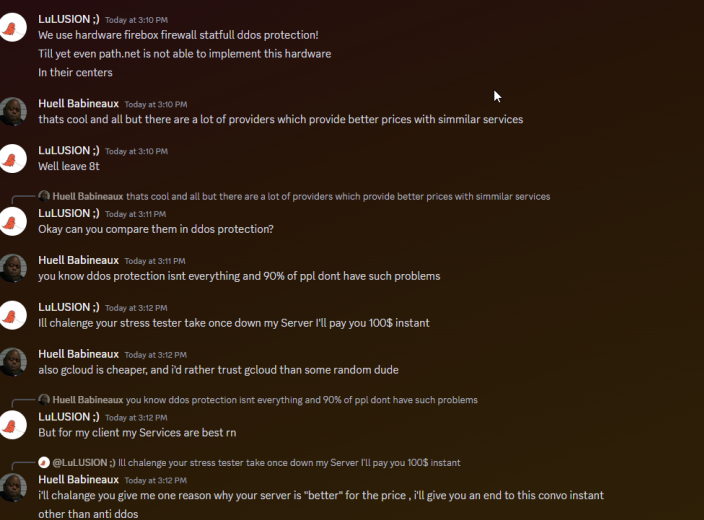 LuLUSION ;) Today at 3:10 PM
We use hardware firebox firewall statfull ddos protection!
Till yet even path.net is not able to implement this hardware
In their centers
Huell Babineaux Today at 3:10 PM
thats cool and all but there are a lot of providers which provide better prices with simmilar services
LuLUSION ;) Today at 3:10 PM
Well leave 8t
Huell Babineaux thats cool and all but there are a lot of providers which provide better prices with simmilar services
LuLUSION ;) Today at 3:11 PM
Okay can you compare them in ddos protection?
Huell Babineaux Today at 3:11 PM
you know ddos protection isnt everything and 90% of ppl dont have such problems
LuLUSION ;) Today at 3:12 PM
Ill chalenge your stress tester take once down my Server I'll pay you 100$ instant
Huell Babineaux Today at 3:12 PM
also gcloud is cheaper, and i'd rather trust gcloud than some random dude
Huell Babineaux you know ddos protection isnt everything and 90% of ppl dont have such problems
LuLUSION ;) Today at 3:12 PM
But for my client my Services are best rn
@LuLUSION ;) Ill chalenge your stress tester take once down my Server I'll pay you 100$ instant
Huell Babineaux Today at 3:12 PM
i'll chalange you give me one reason why your server is "better" for the price , i'll give you an end to this convo instant
other than anti ddos